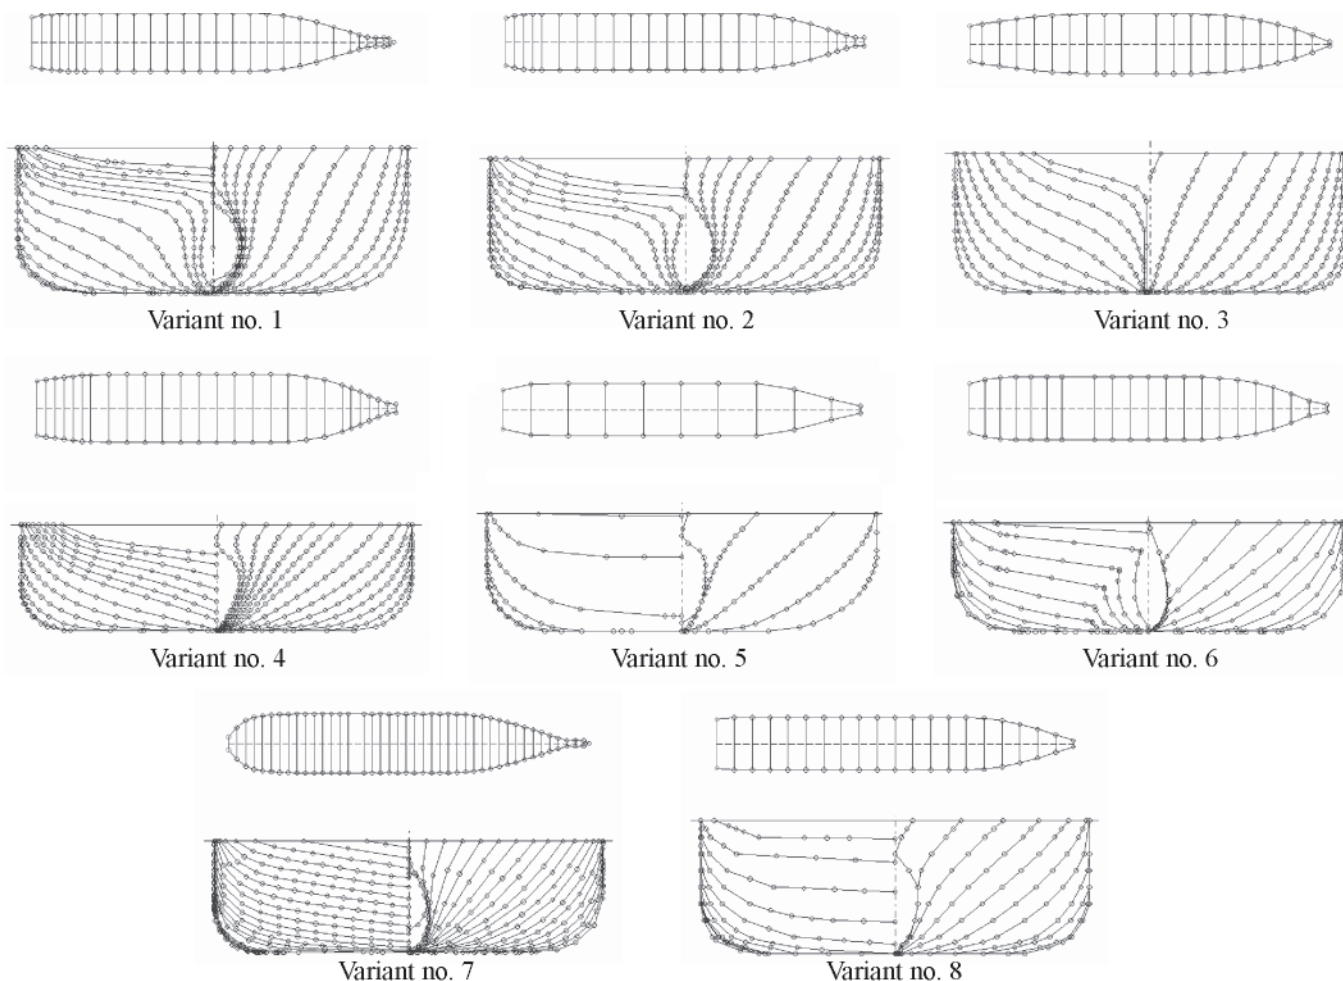 Variant no. 1
Variant no. 2
Variant no. 3
Variant no. 4
Variant no. 5
Variant no. 6
Variant no. 7
Variant no. 8